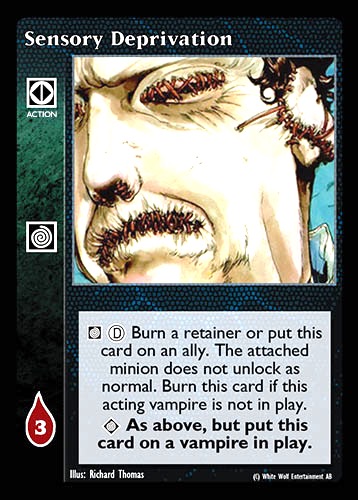 Sensory Deprivation
ACTION
D Burn a retainer or put this
card on an ally. The attached
minion does not unlock as
normal. Burn this card if this
acting vampire is not in play.
As above, but put this
card on a vampire in play.
3
Illus: Richard Thomas
(C) White Wolf Entertainment AB